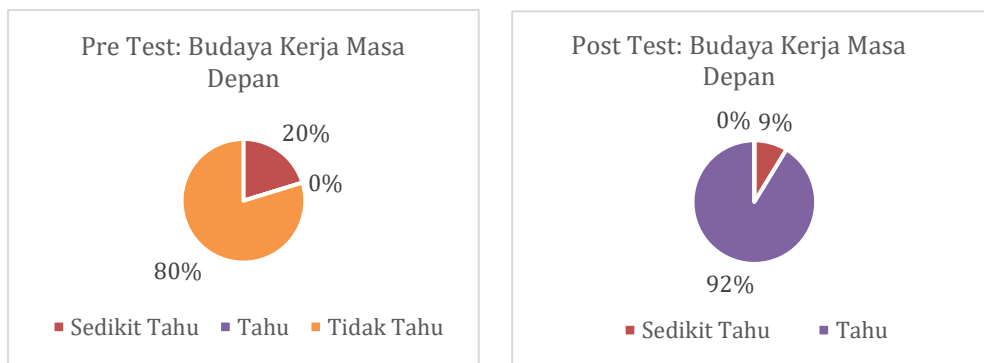 Pre Test: Budaya Kerja Masa
Depan
20%
0%
80%
Sedikit Tahu
Tahu
Tidak Tahu
Post Test: Budaya Kerja Masa
Depan
0%
9%
92%
Sedikit Tahu
Tahu